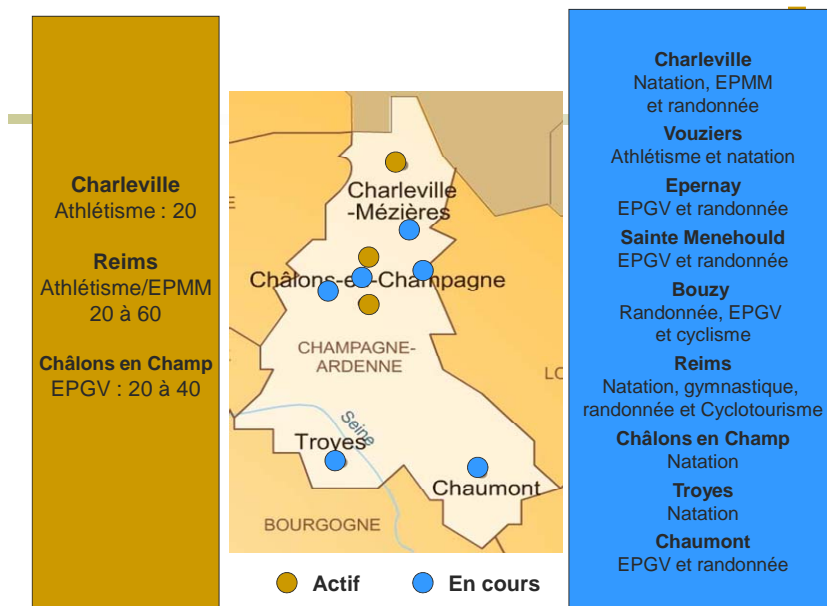 Charleville
Athlétisme : 20
Reims
Athlétisme/EPMM
20 à 60
Châlons en Champ
EPGV : 20 à 40
Charleville
-Mézières
Châlons-en-Champagne
CHAMPAGNE-
ARDENNE
LO
Seine
Troyes
Chaumont
BOURGOGNE
Actif
En cours
Charleville
Natation, EPMM
et randonnée
Vouziers
Athlétisme et natation
Epernay
EPGV et randonnée
Sainte Menehould
EPGV et randonnée
Bouzy
Randonnée, EPGV
et cyclisme
Reims
Natation, gymnastique,
randonnée et Cyclotourisme
Châlons en Champ
Natation
Troyes
Natation
Chaumont
EPGV et randonnée